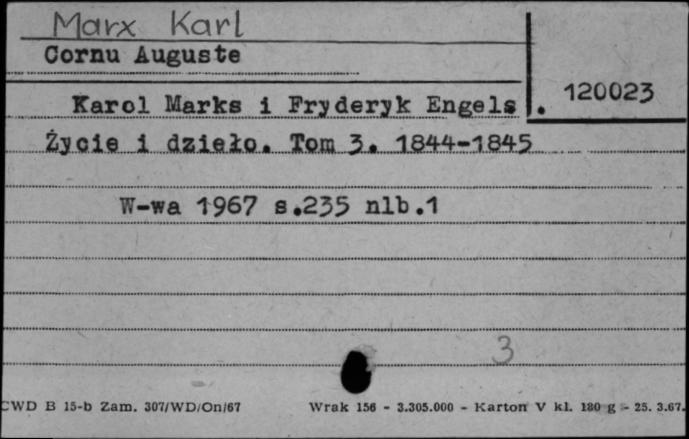 Marx Karl
Cornu Auguste
120023
Karol Marks i Fryderyk Engels.
Życie i dzieło. Tom 3. 1844-1845
W-wa 1967 s.235 nlb.1
3
CWD B 15-b Zam. 307/WD/On/67 Wrak 156 - 3.305.000 - Karton V kl. 180 g - 25. 3.67.